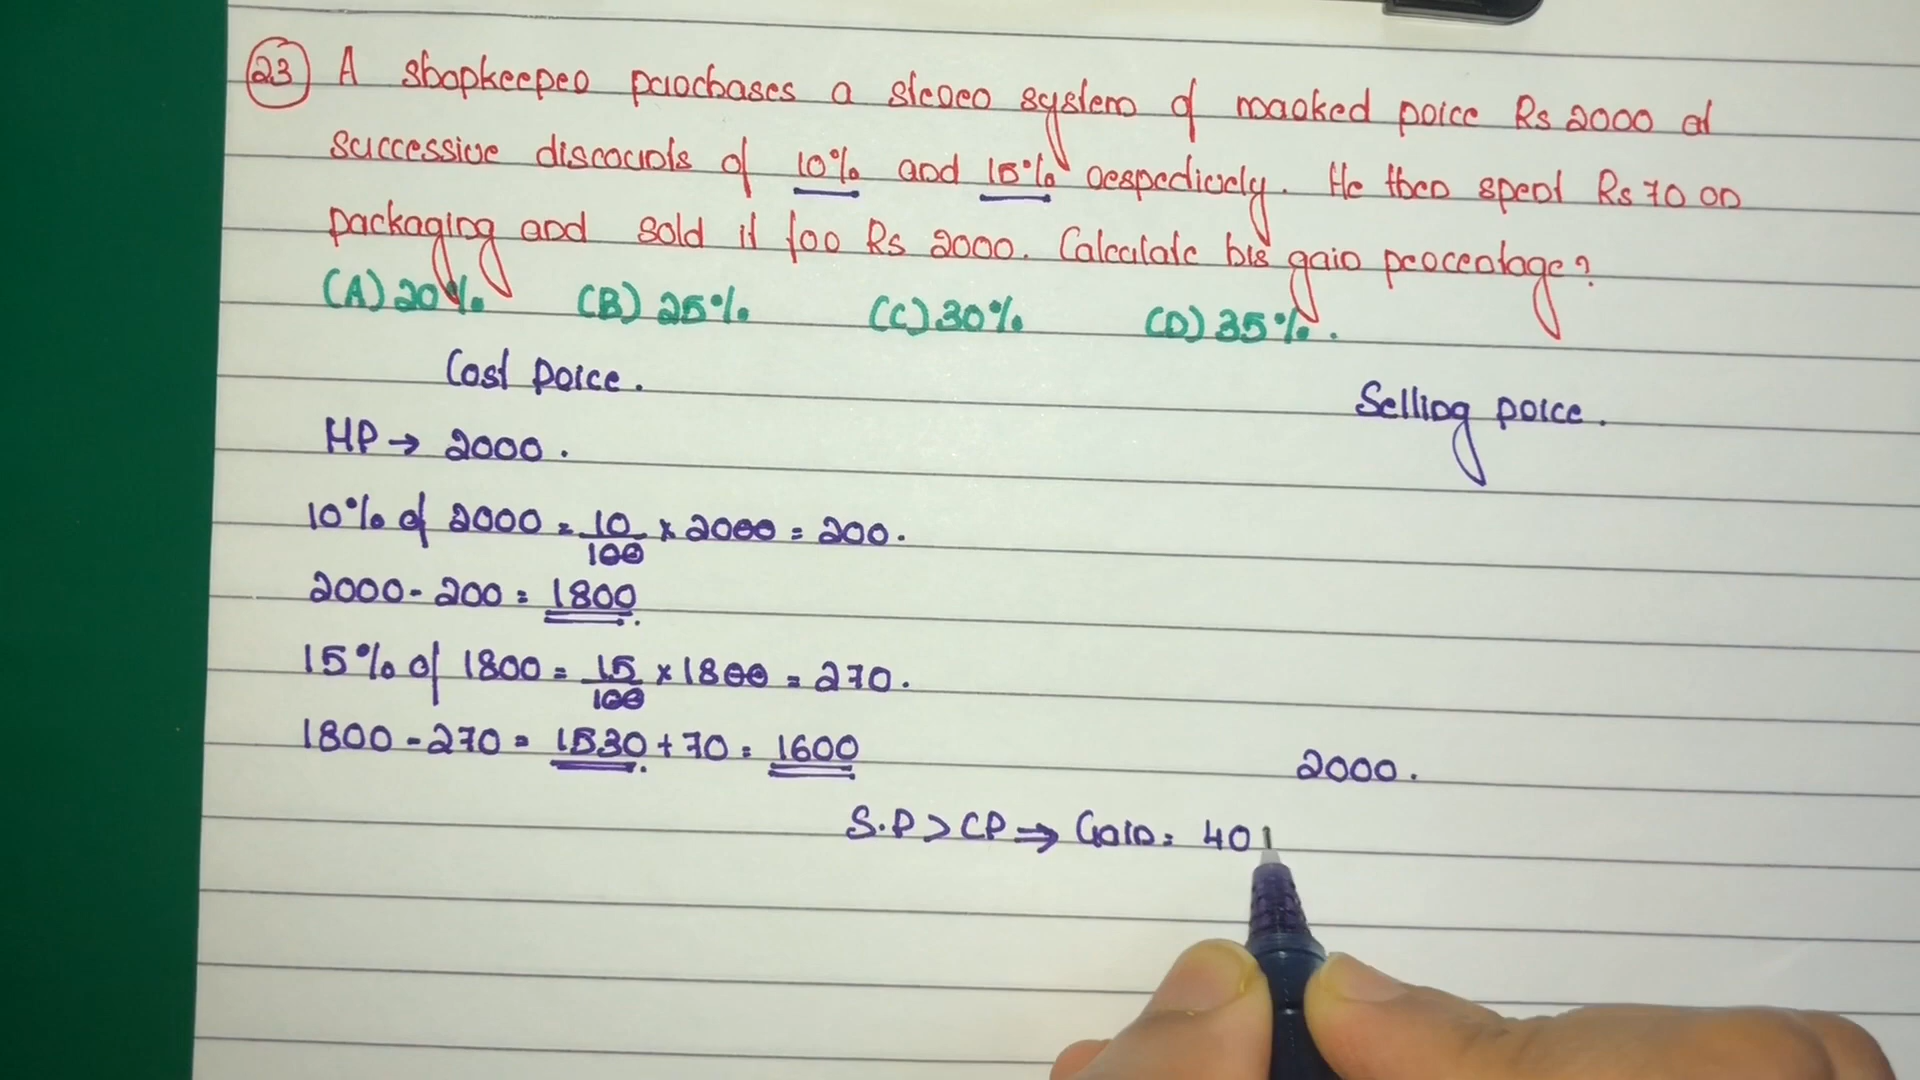 23 A shopkeeper purchases a stereo system of marked price Rs 2000 at
successive discounts of 10% and 15% respectively. He then spent Rs 70 on
packaging and sold it for Rs 2000. Calculate his gain percentage?
(A) 20% (B) 25% (C) 30% (D) 35%.
Cost price. Selling price.
MP → 2000.
10% of 2000 = 10/100 × 2000 = 200.
2000 - 200 = 1800.
15% of 1800 = 15/100 × 1800 = 270.
1800 - 270 = 1530. + 70 = 1600 2000.
S.P > CP ⇒ Gain = 40